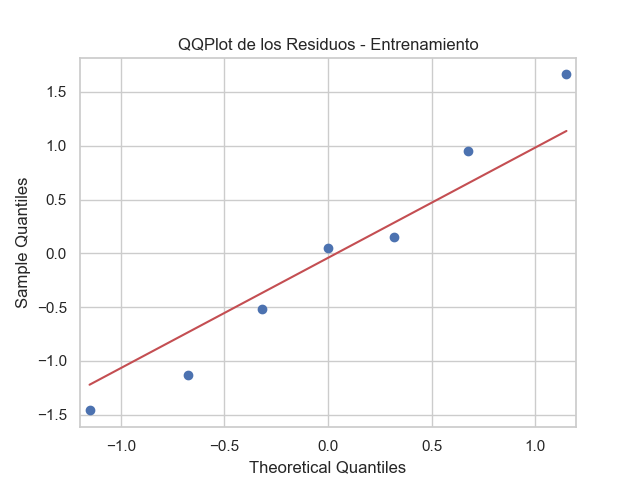 QQPlot de los Residuos - Entrenamiento
1.5
1.0
0.5
0.0
−0.5
−1.0
−1.5
Sample Quantiles
−1.0 −0.5 0.0 0.5 1.0
Theoretical Quantiles